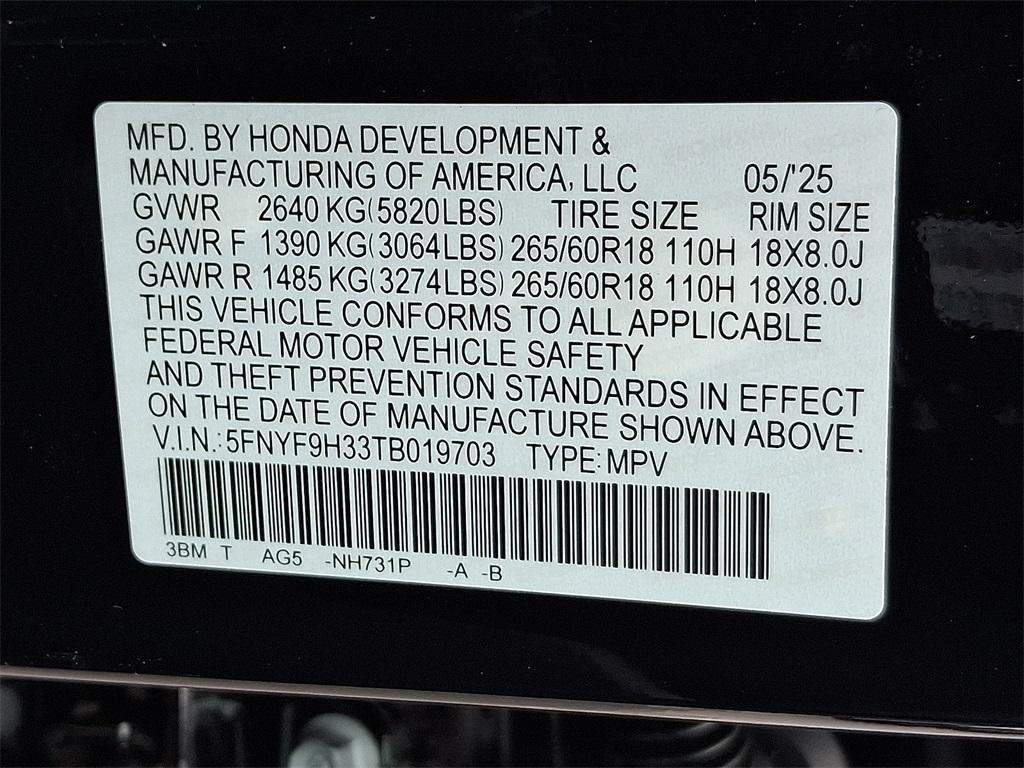 MFD. BY HONDA DEVELOPMENT &
MANUFACTURING OF AMERICA, LLC 05/'25
GVWR 2640 KG(5820LBS) TIRE SIZE RIM SIZE
GAWR F 1390 KG(3064LBS) 265/60R18 110H 18X8.0J
GAWR R 1485 KG(3274LBS) 265/60R18 110H 18X8.0J
THIS VEHICLE CONFORMS TO ALL APPLICABLE
FEDERAL MOTOR VEHICLE SAFETY
AND THEFT PREVENTION STANDARDS IN EFFECT
ON THE DATE OF MANUFACTURE SHOWN ABOVE.
V.I.N.: 5FNYF9H33TB019703 TYPE: MPV
3BM T AG5 -NH731P -A -B